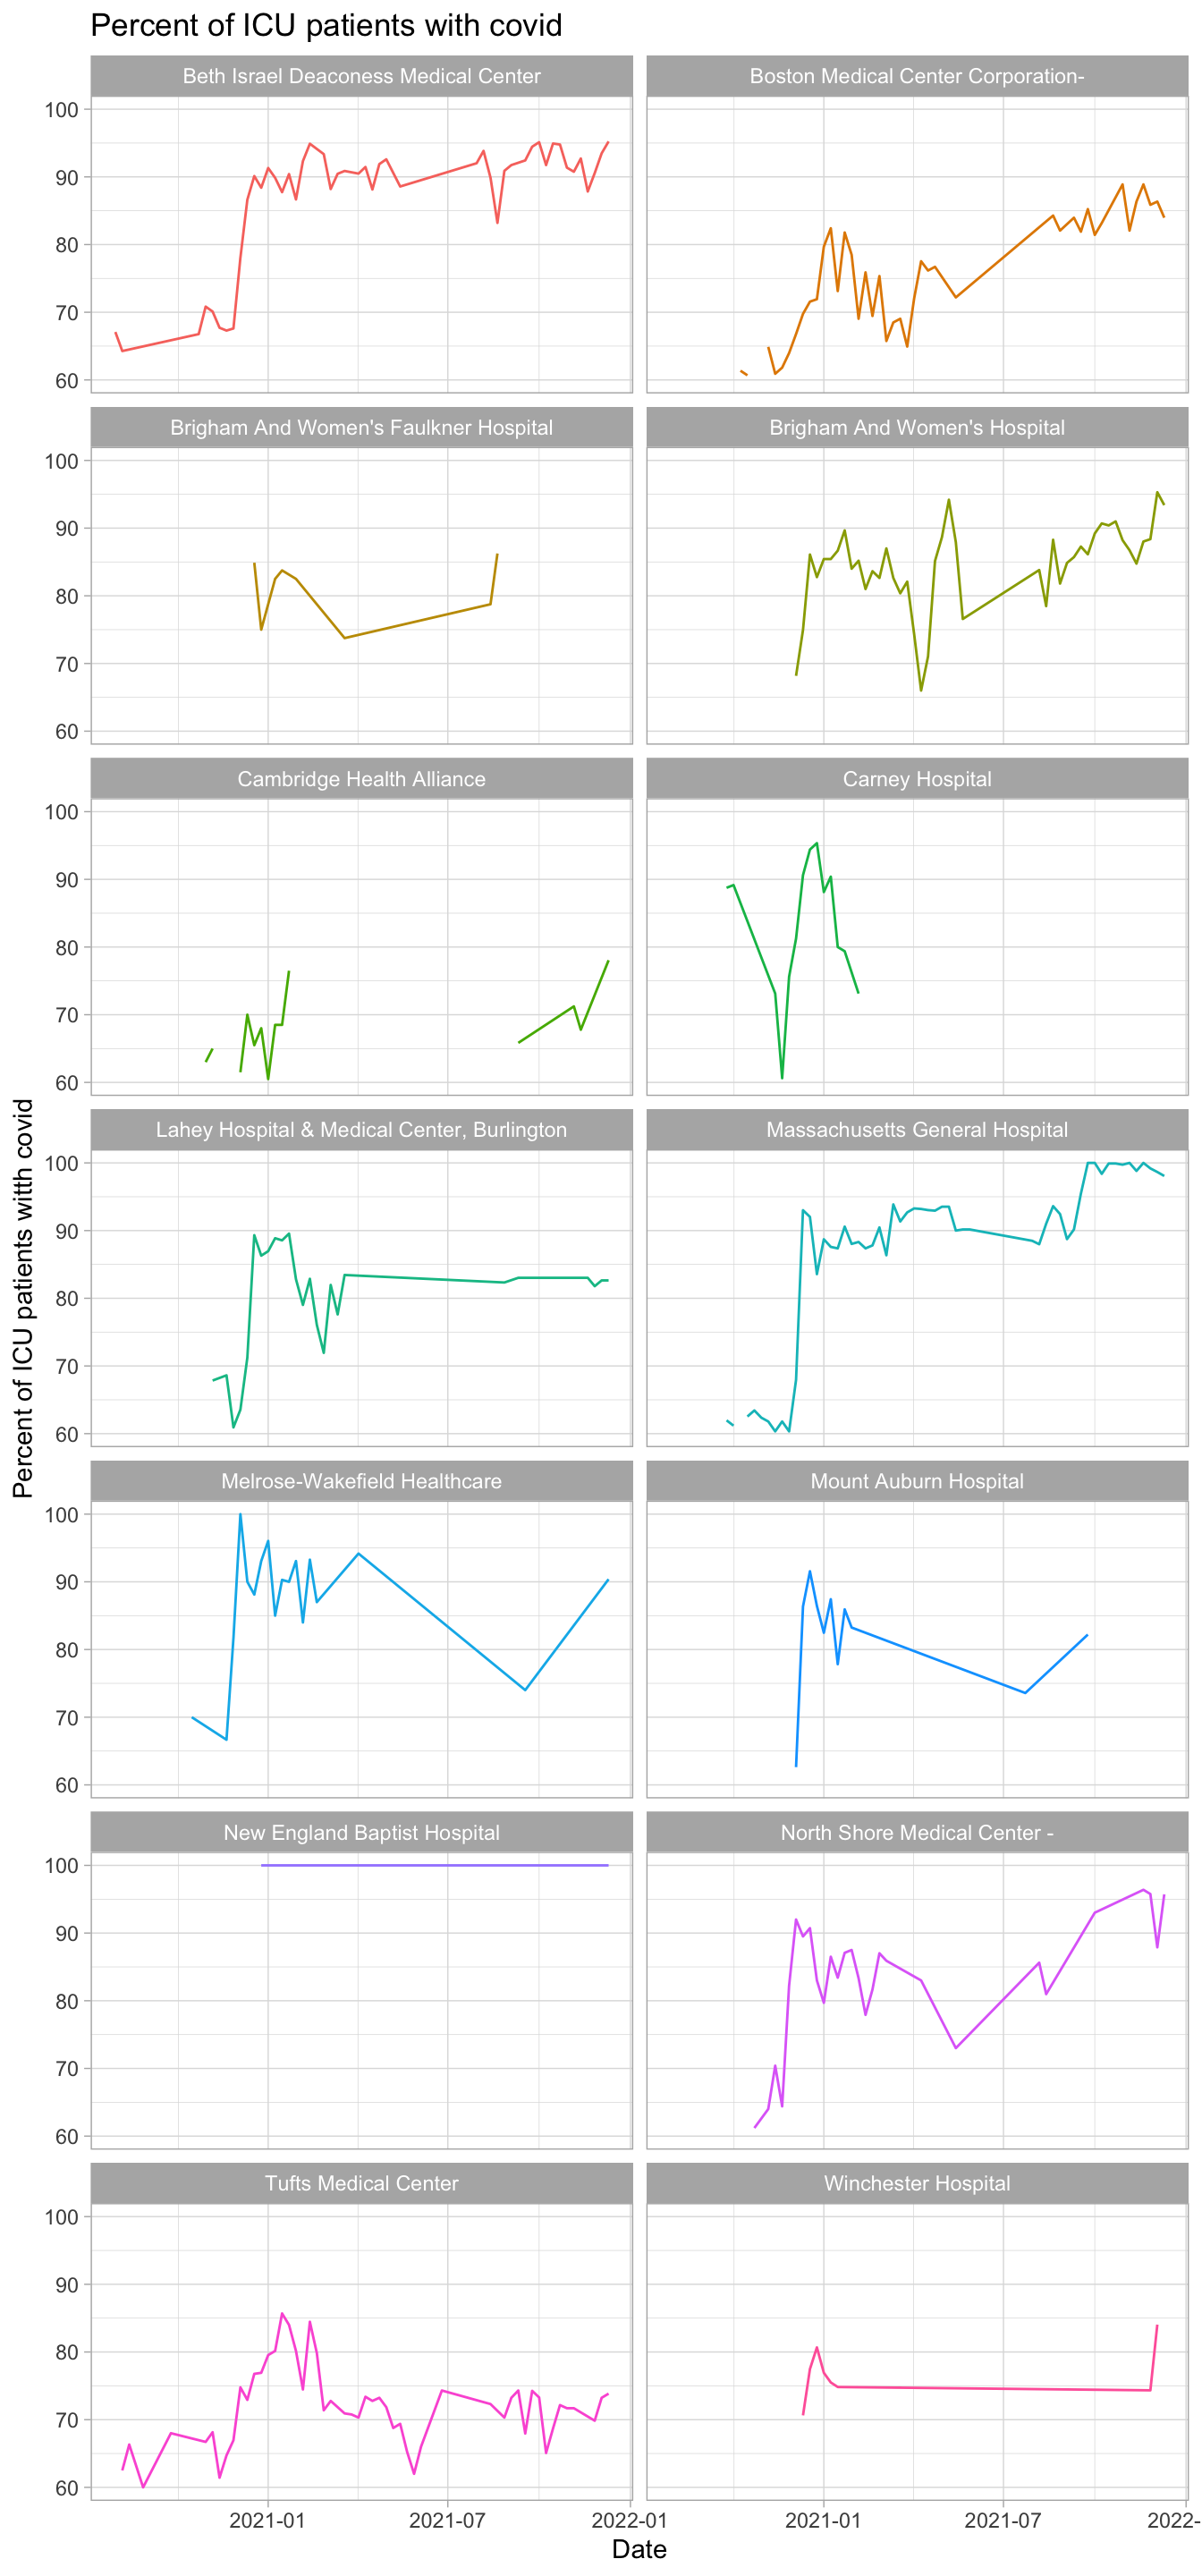 Percent of ICU patients with covid
Beth Israel Deaconess Medical Center
Boston Medical Center Corporation-
100
90
80
70
60
Brigham And Women's Faulkner Hospital
Brigham And Women's Hospital
100
90
80
70
60
Cambridge Health Alliance
Carney Hospital
100
90
80
70
60
Lahey Hospital & Medical Center, Burlington
Massachusetts General Hospital
100
90
80
70
60
Melrose-Wakefield Healthcare
Mount Auburn Hospital
100
90
80
70
60
New England Baptist Hospital
North Shore Medical Center -
100
90
80
70
60
Tufts Medical Center
Winchester Hospital
100
90
80
70
60
2021-01 2021-07 2022-01 2021-01 2021-07 2022-
Date
Percent of ICU patients witth covid